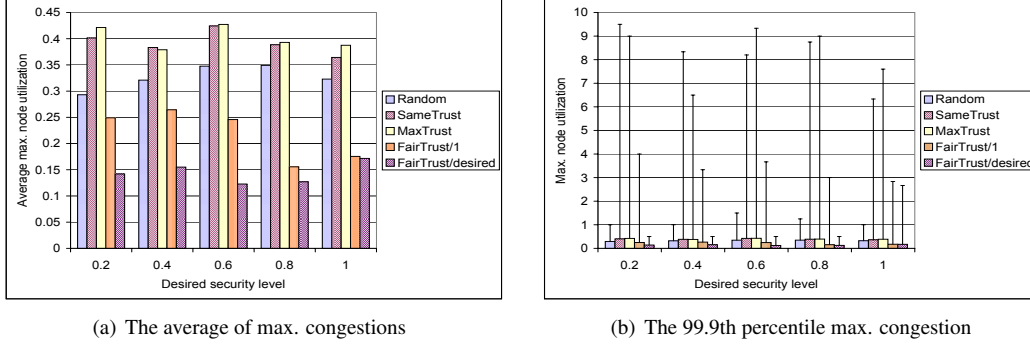 0.45
0.4
0.35
0.3
0.25
0.2
0.15
0.1
0.05
0
Average max. node utilization
0.2 0.4 0.6 0.8 1
Desired security level
Random
SameTrust
MaxTrust
FairTrust/1
FairTrust/desired
(a) The average of max. congestions
10
9
8
7
6
5
4
3
2
1
0
Max. node utilization
0.2 0.4 0.6 0.8 1
Desired security level
Random
SameTrust
MaxTrust
FairTrust/1
FairTrust/desired
(b) The 99.9th percentile max. congestion